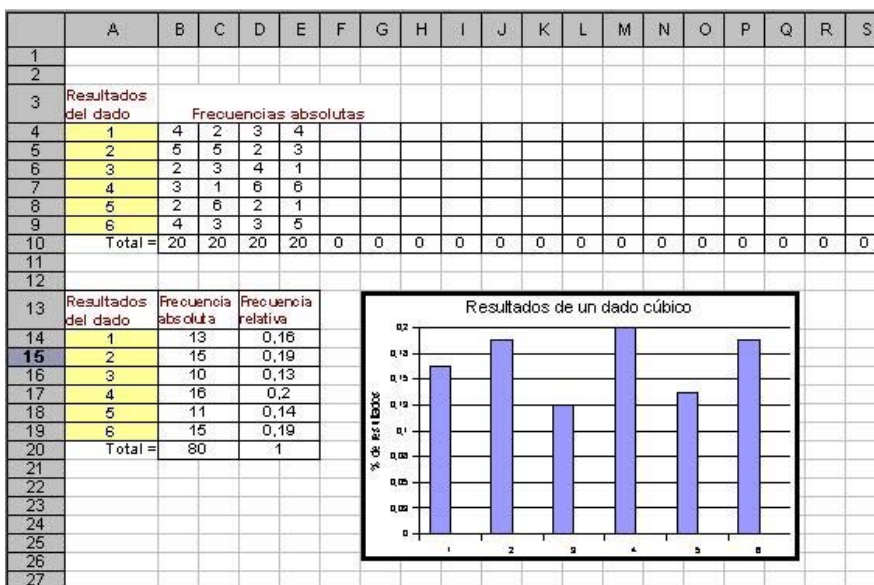 A B C D E F G H I J K L M N O P Q R S
1
2
3 Resultados del dado Frecuencias absolutas
4 1 4 2 3 4
5 2 5 5 2 3
6 3 2 3 4 1
7 4 3 1 6 6
8 5 2 6 2 1
9 6 4 3 3 5
10 Total = 20 20 20 20 0 0 0 0 0 0 0 0 0 0 0 0 0 0
11
12
13 Resultados del dado Frecuencia absoluta Frecuencia relativa
14 1 13 0,16
15 2 15 0,19
16 3 10 0,13
17 4 16 0,2
18 5 11 0,14
19 6 15 0,19
20 Total = 80 1
21
22
23
24
25
26
27
Resultados de un dado cúbico
% de resultados
0,2
0,15
0,1
0
1 2 3 4 5 6